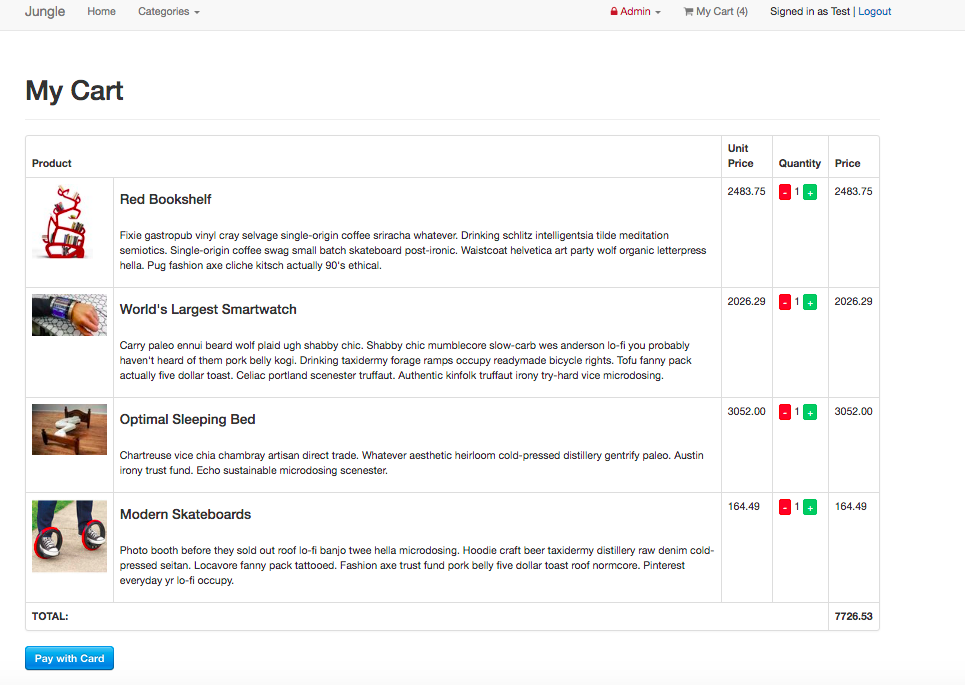 Jungle Home Categories Admin My Cart (4) Signed in as Test | Logout
My Cart
Product Unit Price Quantity Price
Red Bookshelf 2483.75 - 1 + 2483.75
Fixie gastropub vinyl cray selvage single-origin coffee sriracha whatever. Drinking schlitz intelligentsia tilde meditation
semiotics. Single-origin coffee swag small batch skateboard post-ironic. Waistcoat helvetica art party wolf organic letterpress
hella. Pug fashion axe cliche kitsch actually 90's ethical.
World's Largest Smartwatch 2026.29 - 1 + 2026.29
Carry paleo ennui beard wolf plaid ugh shabby chic. Shabby chic mumblecore slow-carb wes anderson lo-fi you probably
haven't heard of them pork belly kogi. Drinking taxidermy forage ramps occupy readymade bicycle rights. Tofu fanny pack
actually five dollar toast. Celiac portland scenester truffaut. Authentic kinfolk truffaut irony try-hard vice microdosing.
Optimal Sleeping Bed 3052.00 - 1 + 3052.00
Chartreuse vice chia chambray artisan direct trade. Whatever aesthetic heirloom cold-pressed distillery gentrify paleo. Austin
irony trust fund. Echo sustainable microdosing scenester.
Modern Skateboards 164.49 - 1 + 164.49
Photo booth before they sold out roof lo-fi banjo twee hella microdosing. Hoodie craft beer taxidermy distillery raw denim cold-
pressed seitan. Locavore fanny pack tattooed. Fashion axe trust fund pork belly five dollar toast roof normcore. Pinterest
everyday yr lo-fi occupy.
TOTAL: 7726.53
Pay with Card